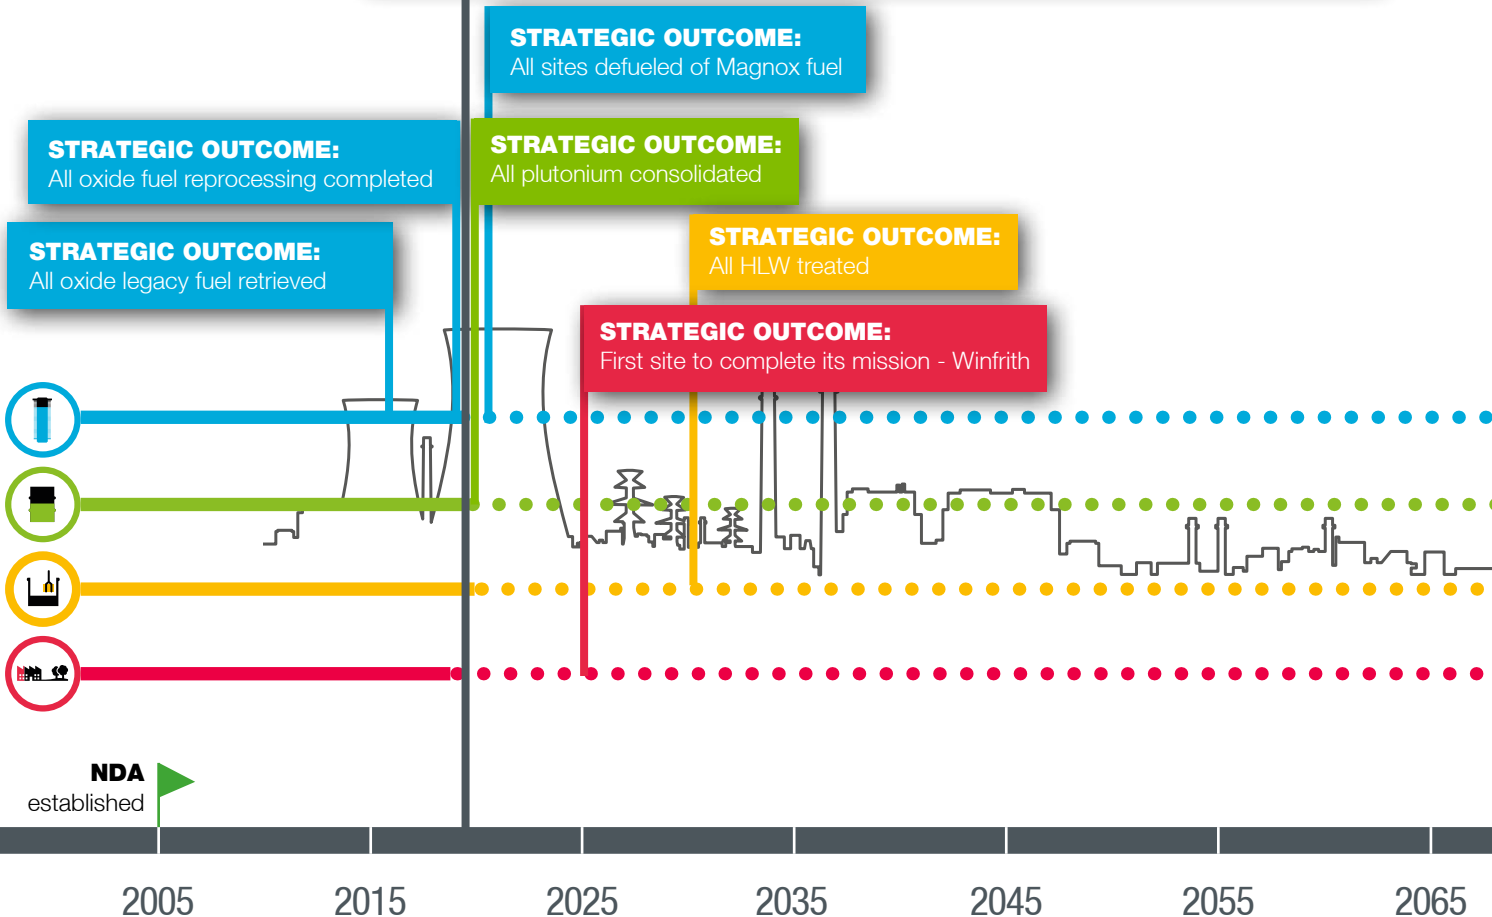 STRATEGIC OUTCOME:
All sites defueled of Magnox fuel
STRATEGIC OUTCOME:
All oxide fuel reprocessing completed
STRATEGIC OUTCOME:
All plutonium consolidated
STRATEGIC OUTCOME:
All oxide legacy fuel retrieved
STRATEGIC OUTCOME:
All HLW treated
STRATEGIC OUTCOME:
First site to complete its mission - Winfrith
NDA
established
2005 2015 2025 2035 2045 2055 2065